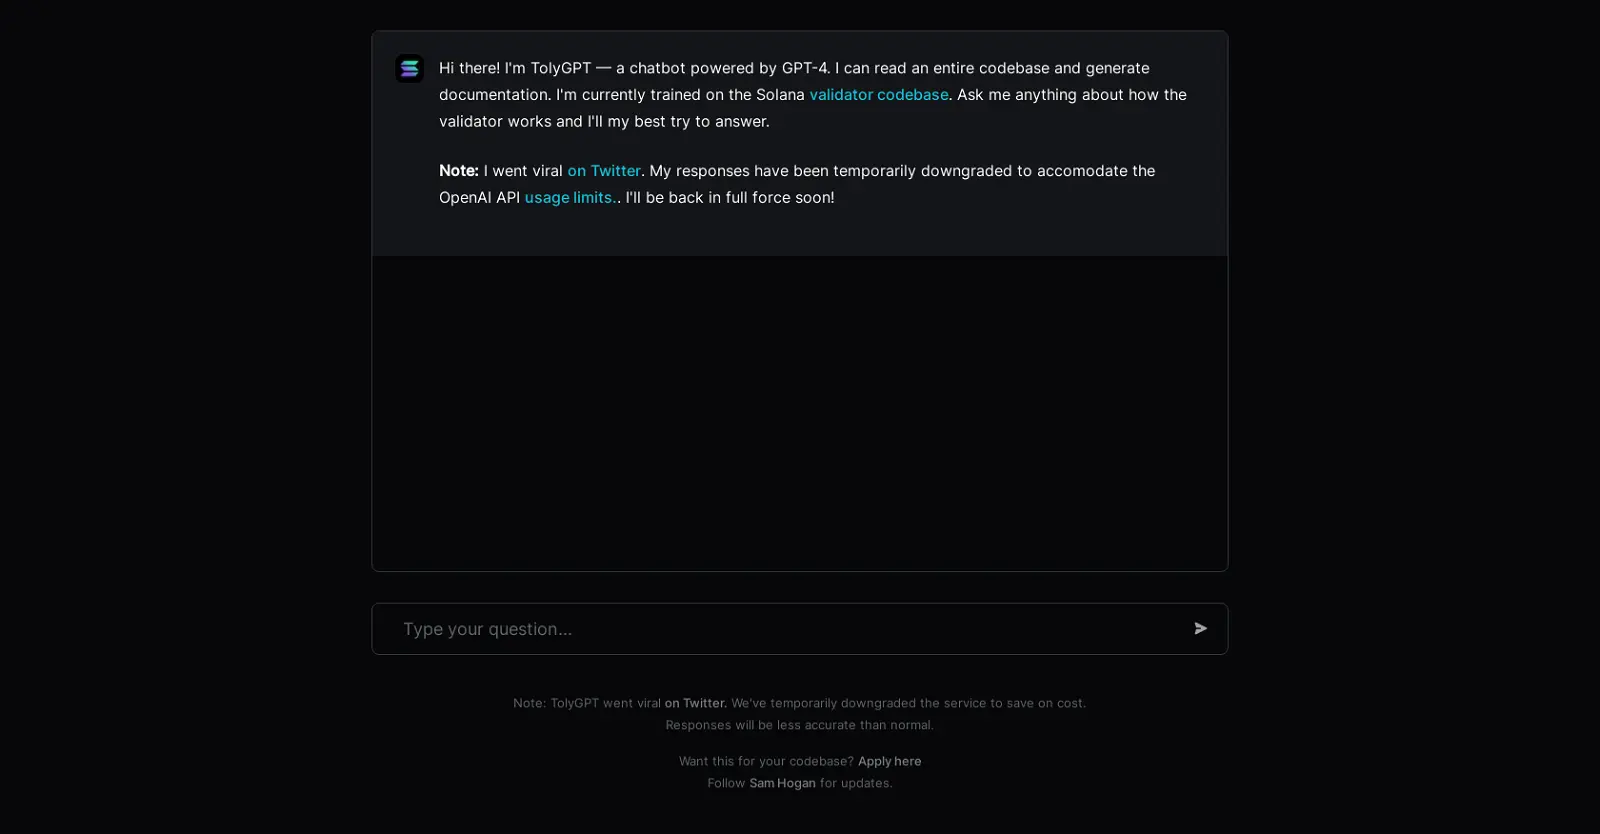 Hi there! I'm TolyGPT — a chatbot powered by GPT-4. I can read an entire codebase and generate
documentation. I'm currently trained on the Solana validator codebase. Ask me anything about how the
validator works and I'll my best try to answer.
Note: I went viral on Twitter. My responses have been temporarily downgraded to accomodate the
OpenAI API usage limits.. I'll be back in full force soon!
Type your question...
Note: TolyGPT went viral on Twitter. We've temporarily downgraded the service to save on cost.
Responses will be less accurate than normal.
Want this for your codebase? Apply here
Follow Sam Hogan for updates.